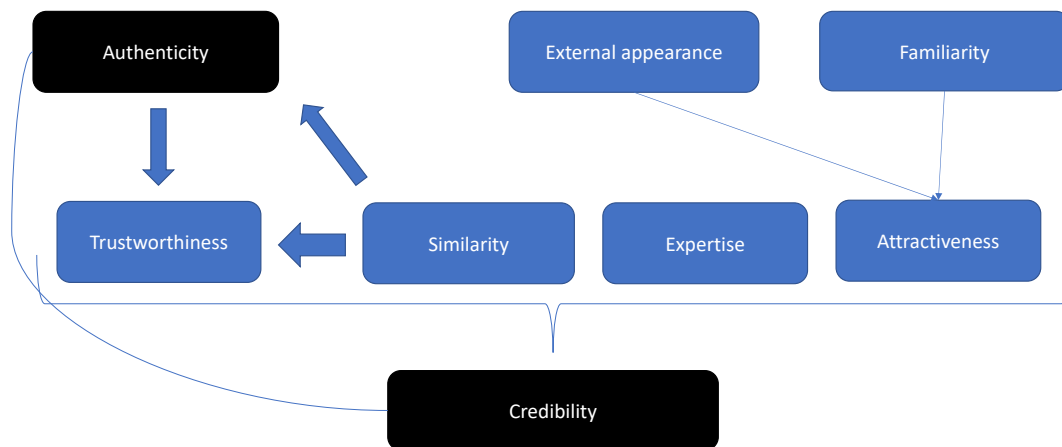 Authenticity
External appearance
Familiarity
Trustworthiness
Similarity
Expertise
Attractiveness
Credibility